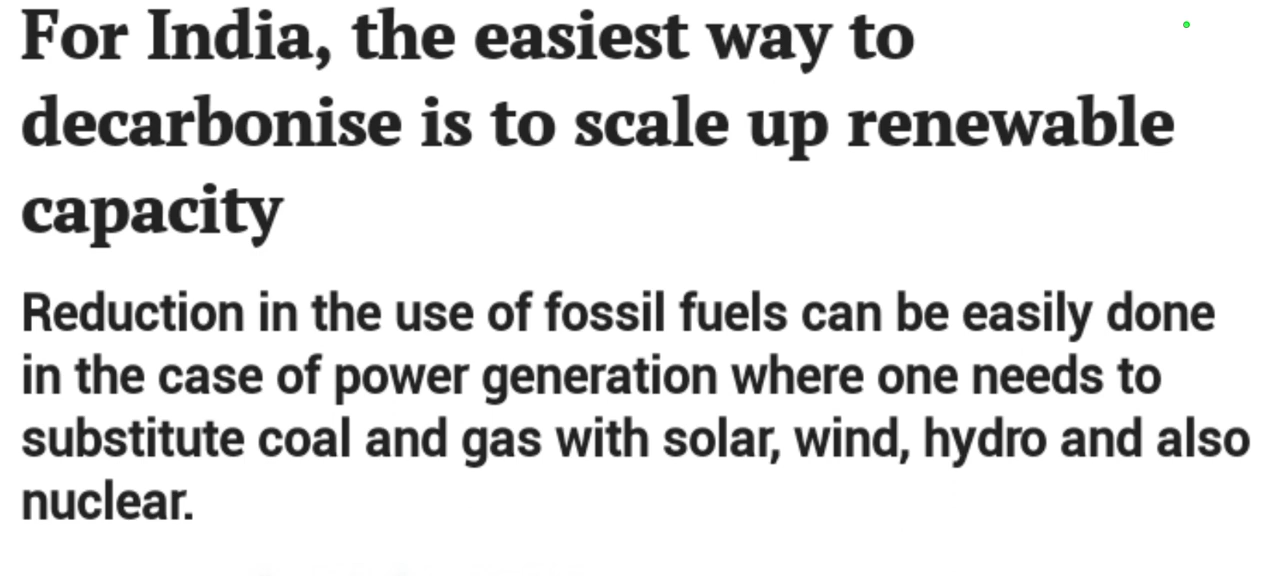 For India, the easiest way to
decarbonise is to scale up renewable
capacity
Reduction in the use of fossil fuels can be easily done
in the case of power generation where one needs to
substitute coal and gas with solar, wind, hydro and also
nuclear.